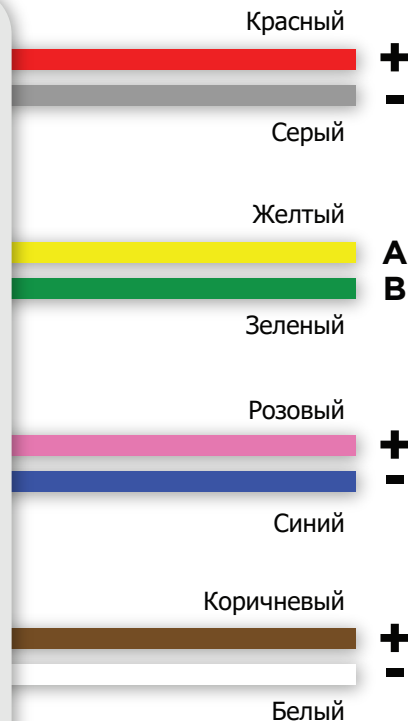 Красный
+
-
Серый
Желтый
A
B
Зеленый
Розовый
+
-
Синий
Коричневый
+
-
Белый